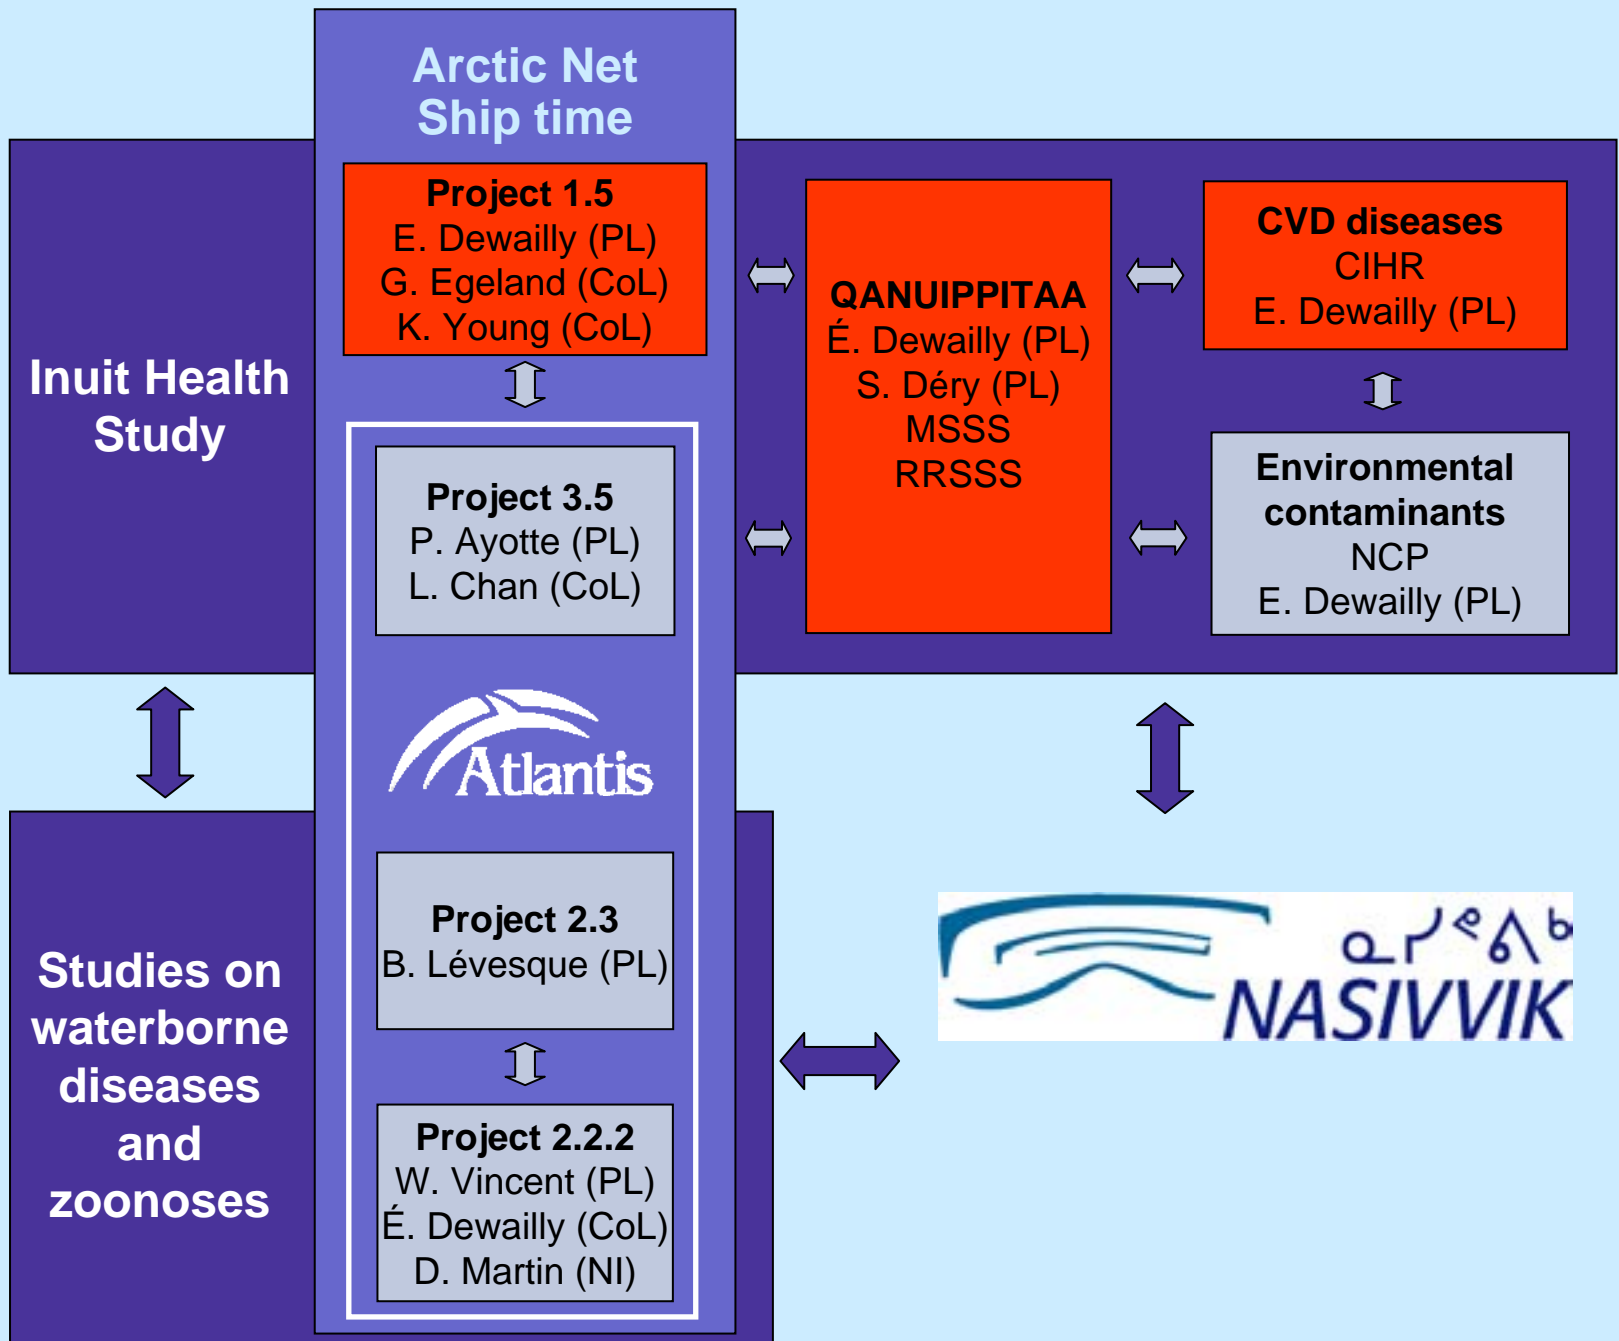 Arctic Net
Ship time
Inuit Health
Study
Project 1.5
E. Dewailly (PL)
G. Egeland (CoL)
K. Young (CoL)
QANUIPPITAA
É. Dewailly (PL)
S. Déry (PL)
MSSS
RRSSS
CVD diseases
CIHR
E. Dewailly (PL)
Project 3.5
P. Ayotte (PL)
L. Chan (CoL)
Environmental
contaminants
NCP
E. Dewailly (PL)
Atlantis
Studies on
waterborne
diseases
and
zoonoses
Project 2.3
B. Lévesque (PL)
Project 2.2.2
W. Vincent (PL)
É. Dewailly (CoL)
D. Martin (NI)
ᓇᓯᕝᕕᒃ
NASIVVIK